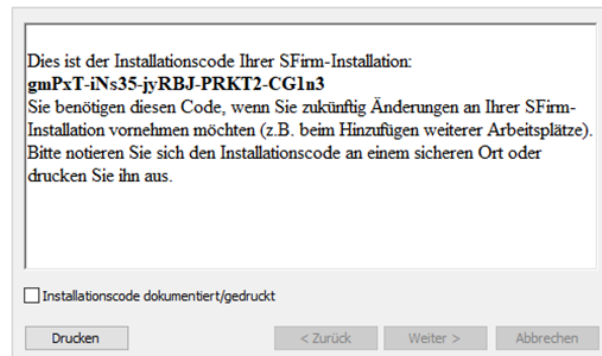 Dies ist der Installationscode Ihrer SFirm-Installation:
gmPxT-iNs35-jyRBJ-PRKT2-CG1n3
Sie benötigen diesen Code, wenn Sie zukünftig Änderungen an Ihrer SFirm-
Installation vornehmen möchten (z.B. beim Hinzufügen weiterer Arbeitsplätze).
Bitte notieren Sie sich den Installationscode an einem sicheren Ort oder
drucken Sie ihn aus.
Installationscode dokumentiert/gedruckt
Drucken < Zurück Weiter > Abbrechen